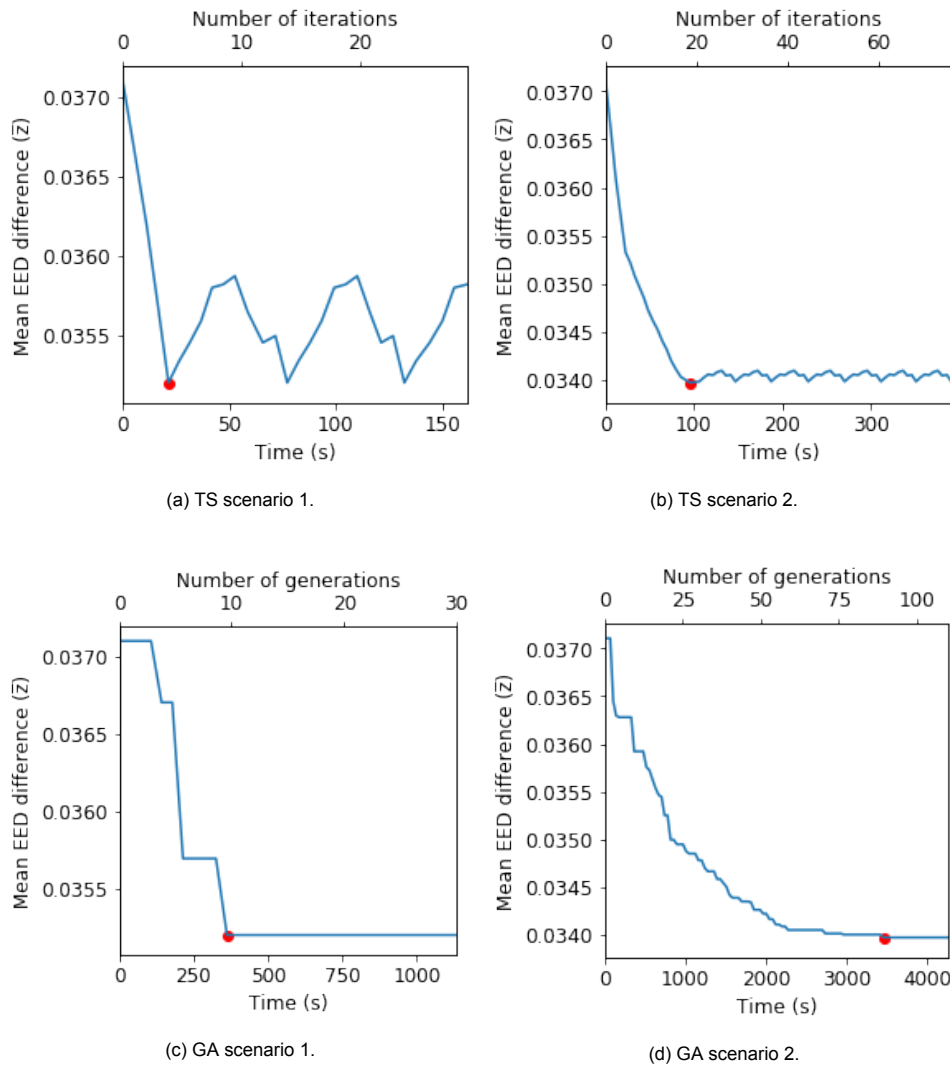 Number of iterations
0 10 20
Mean EED difference (z̅)
0.0370
0.0365
0.0360
0.0355
0 50 100 150
Time (s)
(a) TS scenario 1.
Number of iterations
0 20 40 60
Mean EED difference (z̅)
0.0370
0.0365
0.0360
0.0355
0.0350
0.0345
0.0340
0 100 200 300
Time (s)
(b) TS scenario 2.
Number of generations
0 10 20 30
Mean EED difference (z̅)
0.0370
0.0365
0.0360
0.0355
0 250 500 750 1000
Time (s)
(c) GA scenario 1.
Number of generations
0 25 50 75 100
Mean EED difference (z̅)
0.0370
0.0365
0.0360
0.0355
0.0350
0.0345
0.0340
0 1000 2000 3000 4000
Time (s)
(d) GA scenario 2.